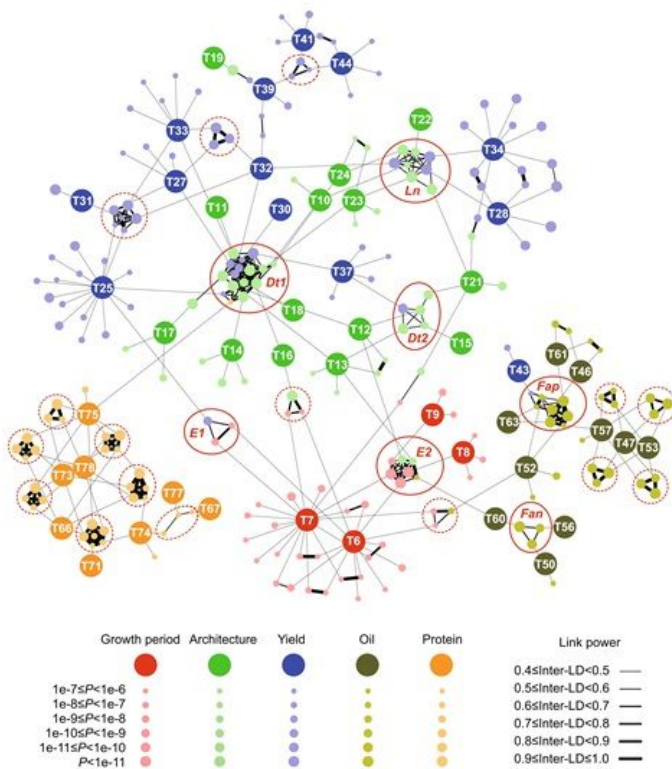 T41
T19
T44
T39
T22
T33
T34
T32
T24
Ln
T27
T10
T23
T31
T11
T30
T28
T37
T25
Dt1
T21
T18
T12
T17
Dt2
T15
T14
T16
T13
T61
T43
T46
Fap
T75
T9
T63
E1
T57
E2
T8
T47
T53
T78
T73
T52
T77
T67
T7
T60
Fan
T56
T66
T74
T6
T71
T50
Growth period Architecture Yield Oil Protein Link power
1e-7≤P<1e-6
1e-8≤P<1e-7
1e-9≤P<1e-8
1e-10≤P<1e-9
1e-11≤P<1e-10
P<1e-11
0.4≤Inter-LD<0.5
0.5≤Inter-LD<0.6
0.6≤Inter-LD<0.7
0.7≤Inter-LD<0.8
0.8≤Inter-LD<0.9
0.9≤Inter-LD≤1.0